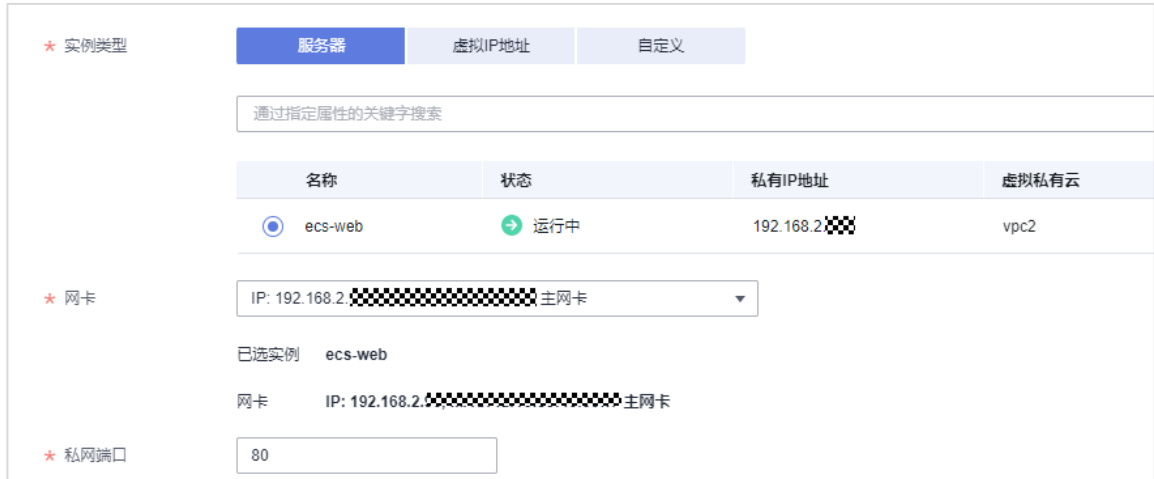 * 实例类型 服务器 虚拟IP地址 自定义
通过指定属性的关键字搜索
名称 状态 私有IP地址 虚拟私有云
ecs-web 运行中 192.168.2. vpc2
* 网卡 IP: 192.168.2. 主网卡
已选实例 ecs-web
网卡 IP: 192.168.2. 主网卡
* 私网端口 80